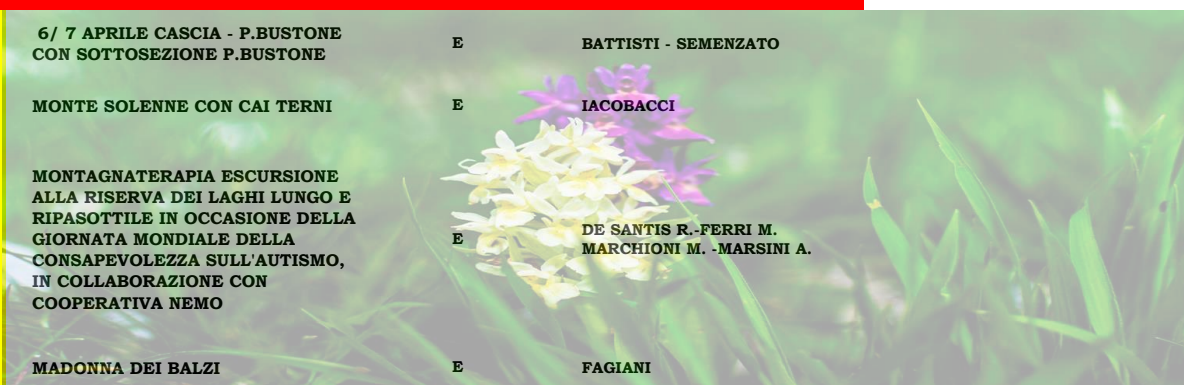 6/ 7 APRILE CASCIA - P.BUSTONE
CON SOTTOSEZIONE P.BUSTONE
E
BATTISTI - SEMENZATO
MONTE SOLENNE CON CAI TERNI
E
IACOBACCI
MONTAGNATERAPIA ESCURSIONE
ALLA RISERVA DEI LAGHI LUNGO E
RIPASOTTILE IN OCCASIONE DELLA
GIORNATA MONDIALE DELLA
CONSAPEVOLEZZA SULL'AUTISMO,
IN COLLABORAZIONE CON
COOPERATIVA NEMO
E
DE SANTIS R.-FERRI M.
MARCHIONI M. -MARSINI A.
MADONNA DEI BALZI
E
FAGIANI